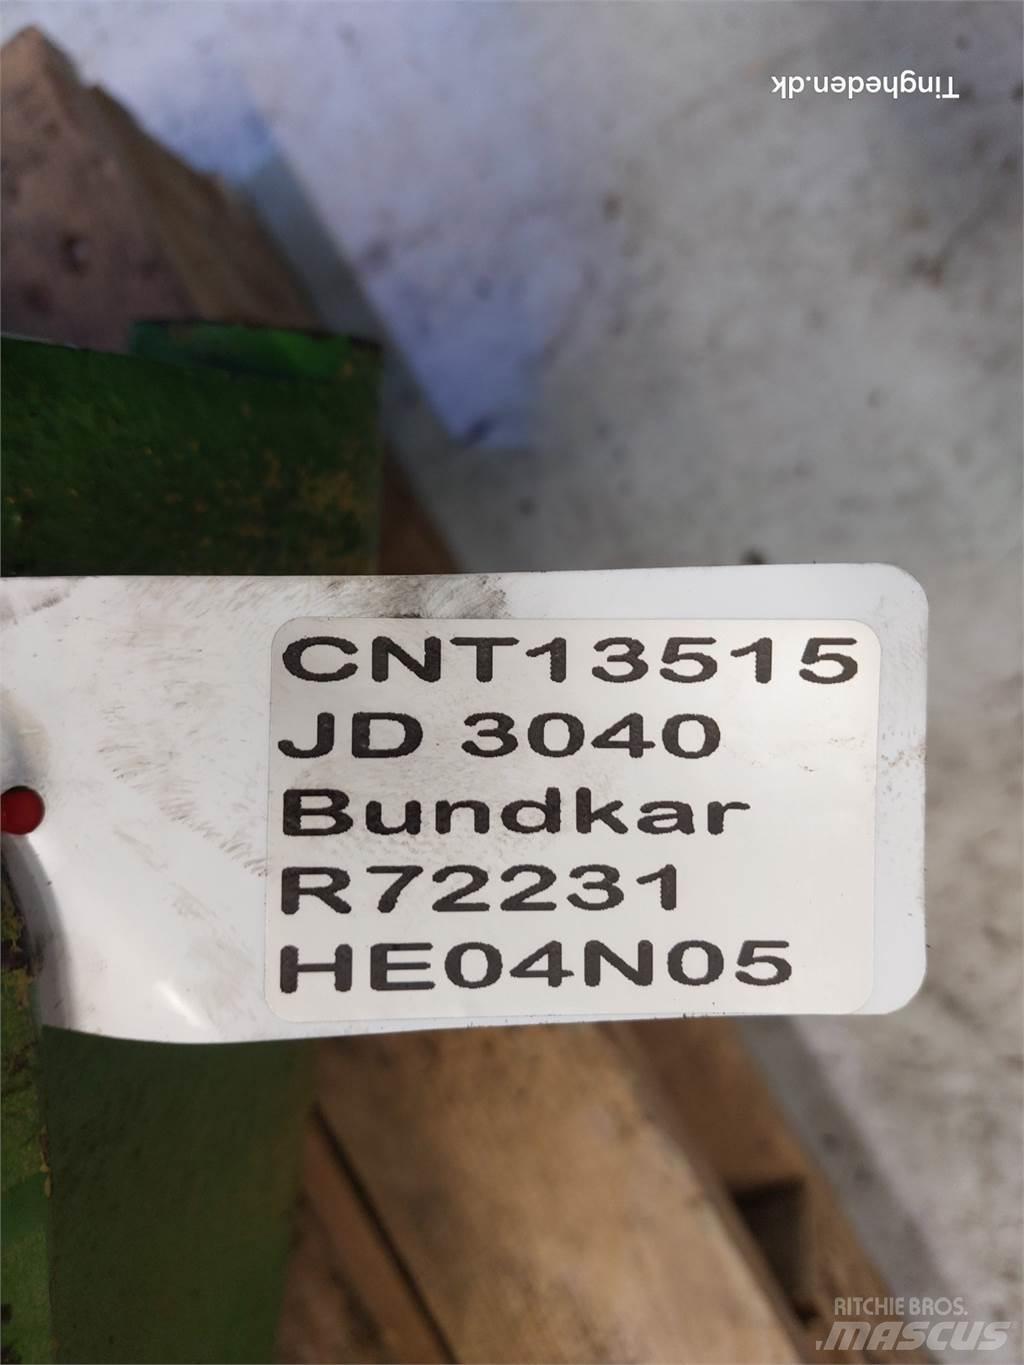 Tingheden.dk
CNT13515
JD 3040
Bundkar
R72231
HE04N05
RITCHIE BROS.
MASCUS